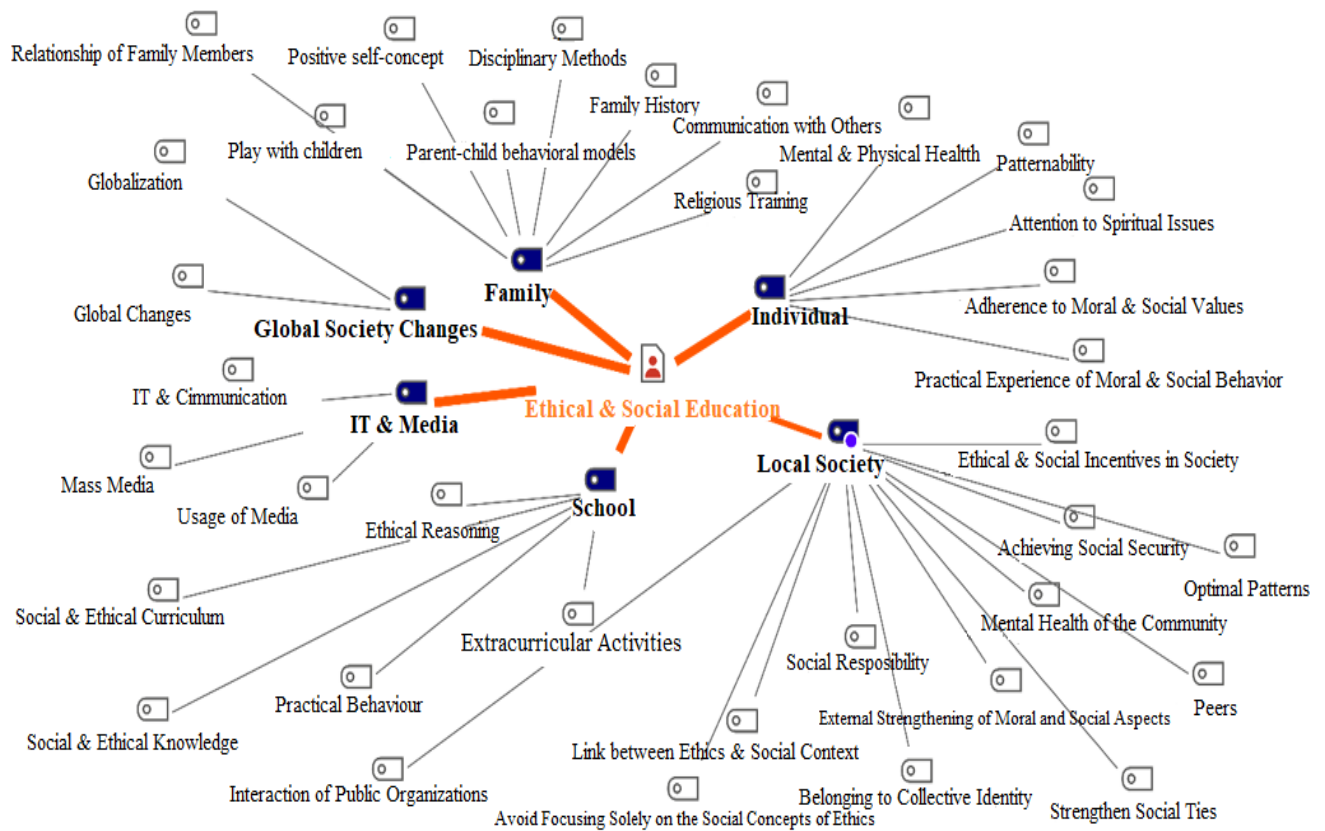 Relationship of Family Members
Positive self-concept
Disciplinary Methods
Family History
Communication with Others
Play with children
Parent-child behavioral models
Mental & Physical Healtth
Patternability
Globalization
Religious Training
Attention to Spiritual Issues
Family
Global Changes
Global Society Changes
Individual
Adherence to Moral & Social Values
Practical Experience of Moral & Social Behavior
IT & Cimmunication
IT & Media
Ethical & Social Education
Local Society
Ethical & Social Incentives in Society
Mass Media
Usage of Media
School
Ethical Reasoning
Achieving Social Security
Optimal Patterns
Social & Ethical Curriculum
Extracurricular Activities
Mental Health of the Community
Social Resposibility
Practical Behaviour
External Strengthening of Moral and Social Aspects
Peers
Social & Ethical Knowledge
Link between Ethics & Social Context
Interaction of Public Organizations
Belonging to Collective Identity
Strengthen Social Ties
Avoid Focusing Solely on the Social Concepts of Ethics